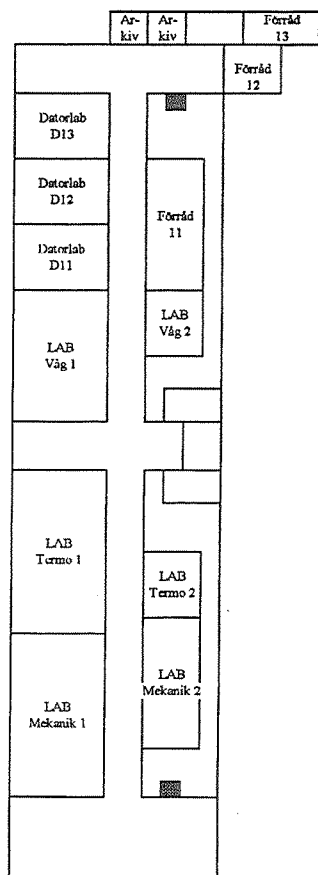 Ar-
kiv
Ar-
kiv
Förråd
13
Förråd
12
Datorlab
D13
Datorlab
D12
Förråd
11
Datorlab
D11
LAB
Våg 1
LAB
Våg 2
LAB
Termo 1
LAB
Termo 2
LAB
Mekanik 1
LAB
Mekanik 2